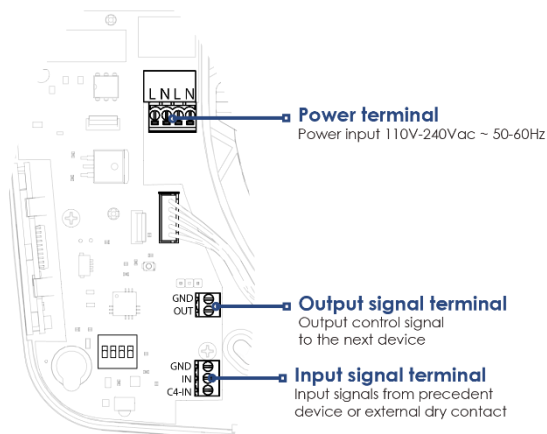 L N L N
Power terminal
Power input 110V-240Vac ~ 50-60Hz
GND
OUT
Output signal terminal
Output control signal
to the next device
GND
IN
C4-IN
Input signal terminal
Input signals from precedent
device or external dry contact